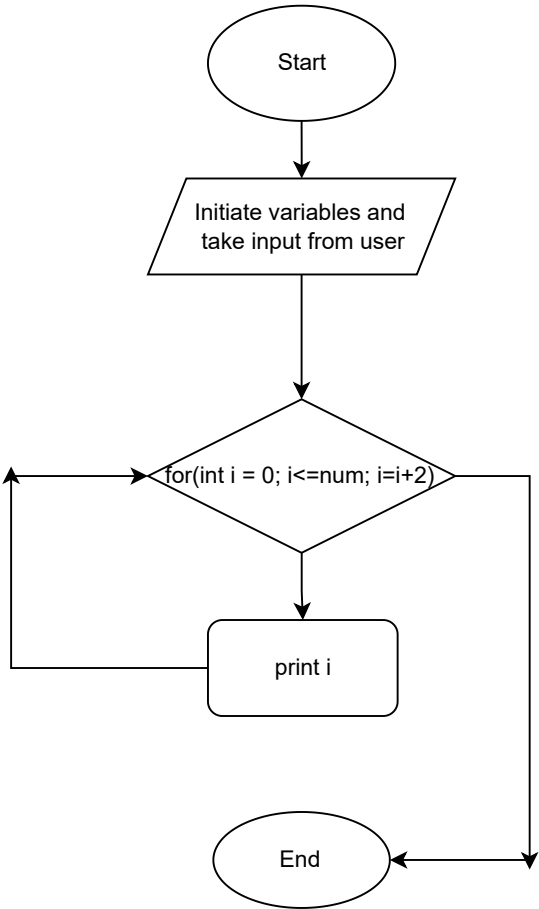 Start
Initiate variables and
take input from user
for(int i = 0; i<=num; i=i+2)
print i
End